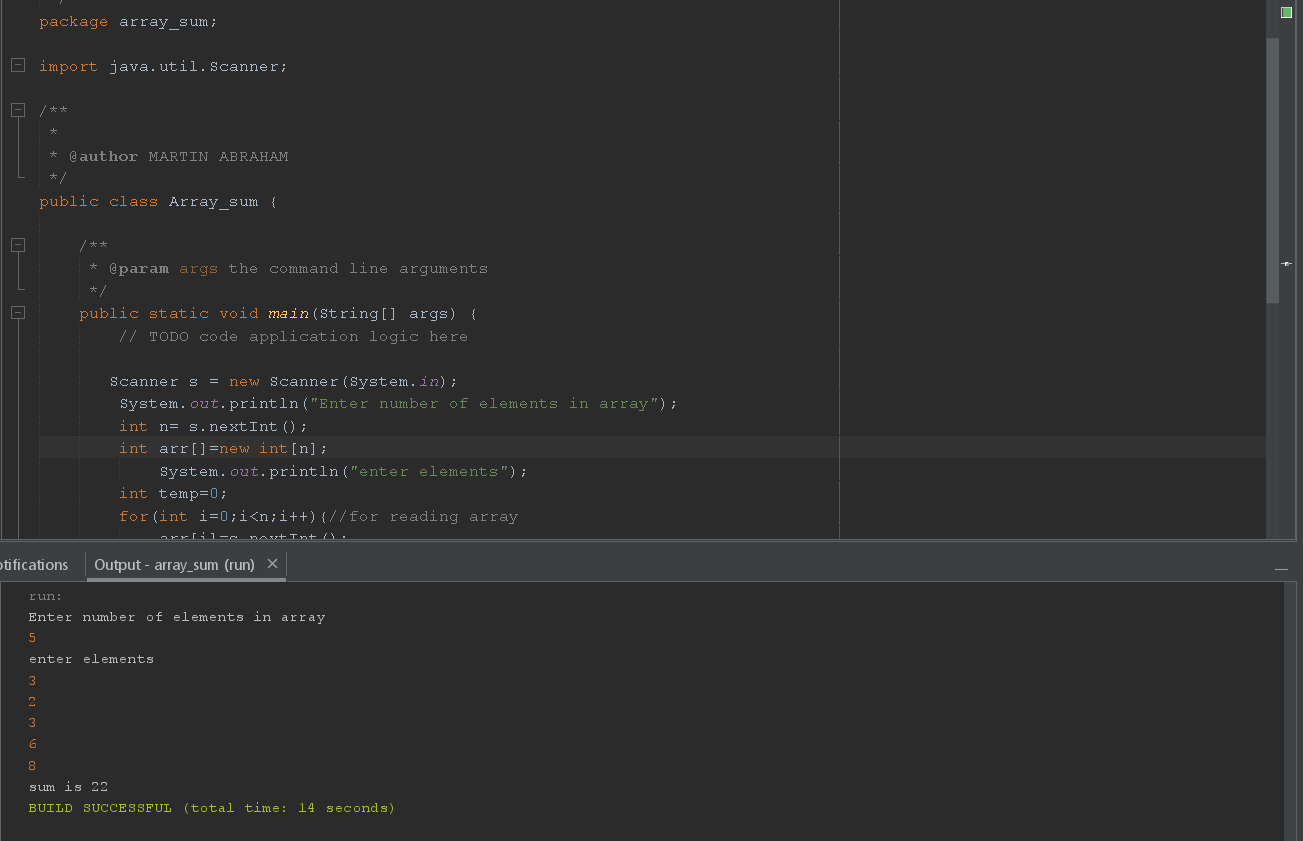 */
package array_sum;
import java.util.Scanner;
/**
*
* @author MARTIN ABRAHAM
*/
public class Array_sum {
/**
* @param args the command line arguments
*/
public static void main(String[] args) {
// TODO code application logic here
Scanner s = new Scanner(System.in);
System.out.println("Enter number of elements in array");
int n= s.nextInt();
int arr[]=new int[n];
System.out.println("enter elements");
int temp=0;
for(int i=0;i<n;i++){//for reading array
arr[i]=s.nextInt();
otifications Output - array_sum (run)
run:
Enter number of elements in array
5
enter elements
3
2
3
6
8
sum is 22
BUILD SUCCESSFUL (total time: 14 seconds)